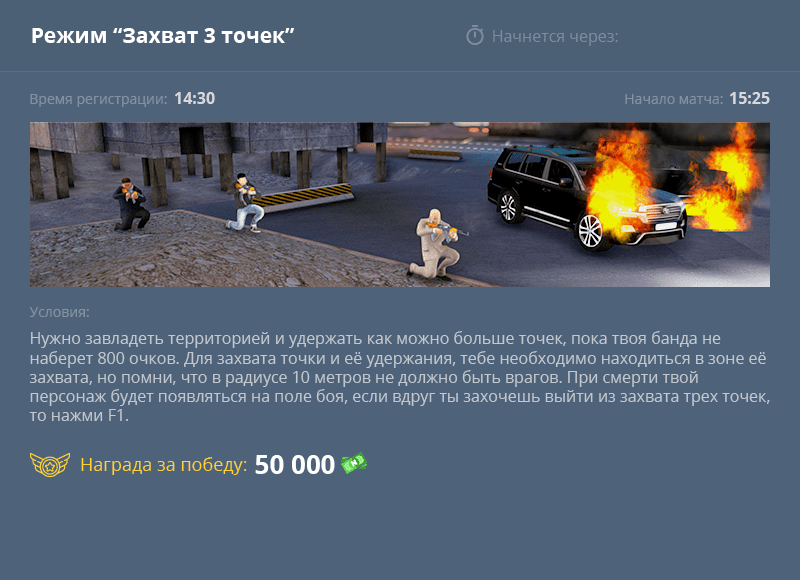 Режим “Захват 3 точек”
Начнется через:
Время регистрации: 14:30
Начало матча: 15:25
Условия:
Нужно завладеть территорией и удержать как можно больше точек, пока твоя банда не
наберет 800 очков. Для захвата точки и её удержания, тебе необходимо находиться в зоне её
захвата, но помни, что в радиусе 10 метров не должно быть врагов. При смерти твой
персонаж будет появляться на поле боя, если вдруг ты захочешь выйти из захвата трех точек,
то нажми F1.
Награда за победу: 50 000